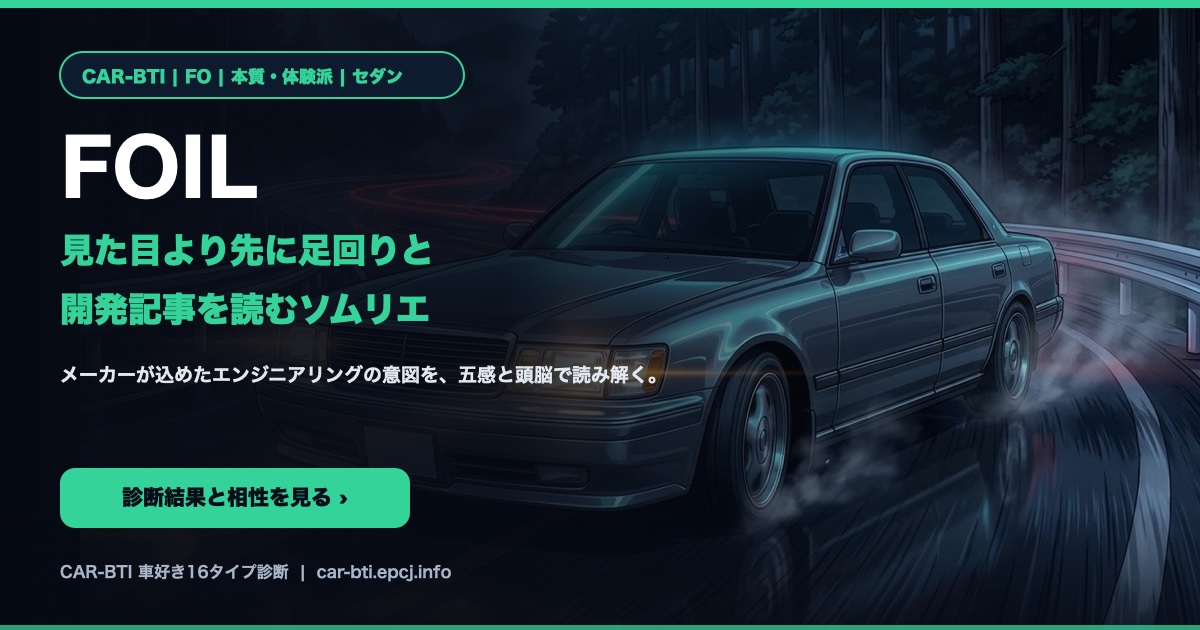 CAR-BTI | FO | 本質・体験派 | セダン
FOIL
見た目より先に足回りと
開発記事を読むソムリエ
メーカーが込めたエンジニアリングの意図を、五感と頭脳で読み解く。
診断結果と相性を見る ›
CAR-BTI 車好き16タイプ診断 | car-bti.epcj.info